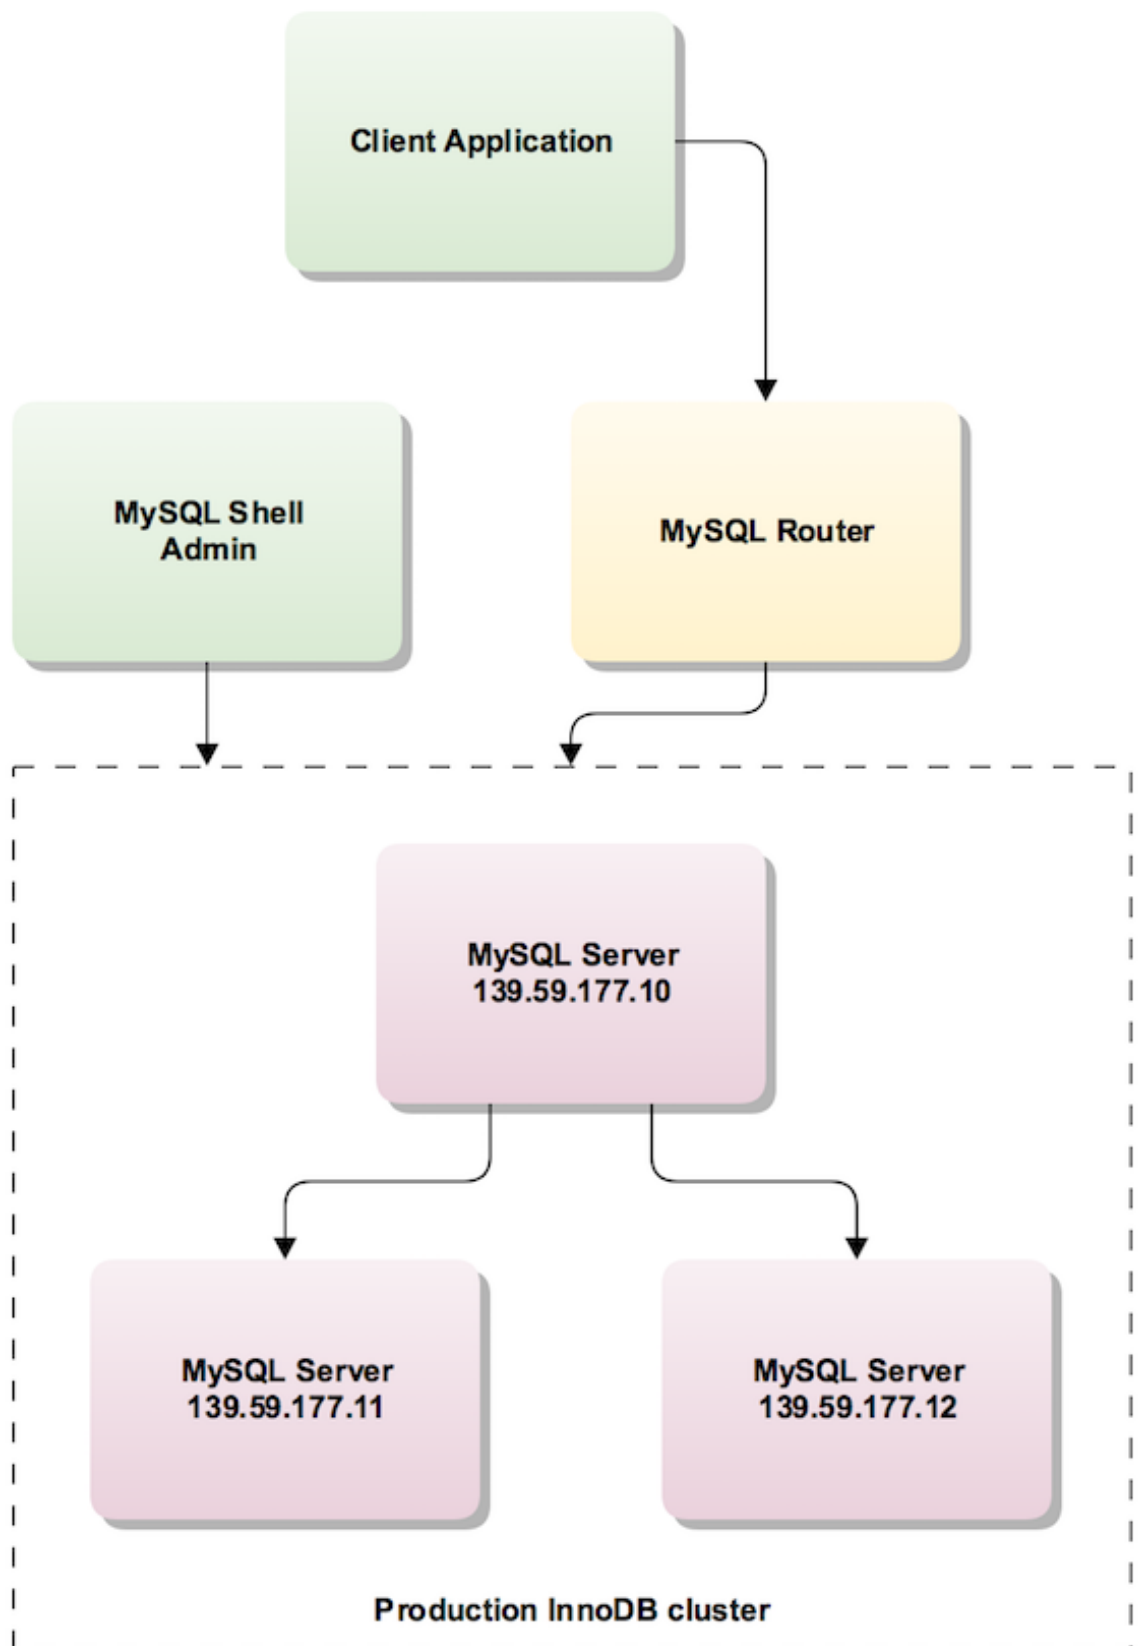 Client Application
MySQL Shell
Admin
MySQL Router
MySQL Server
139.59.177.10
MySQL Server
139.59.177.11
MySQL Server
139.59.177.12
Production InnoDB cluster